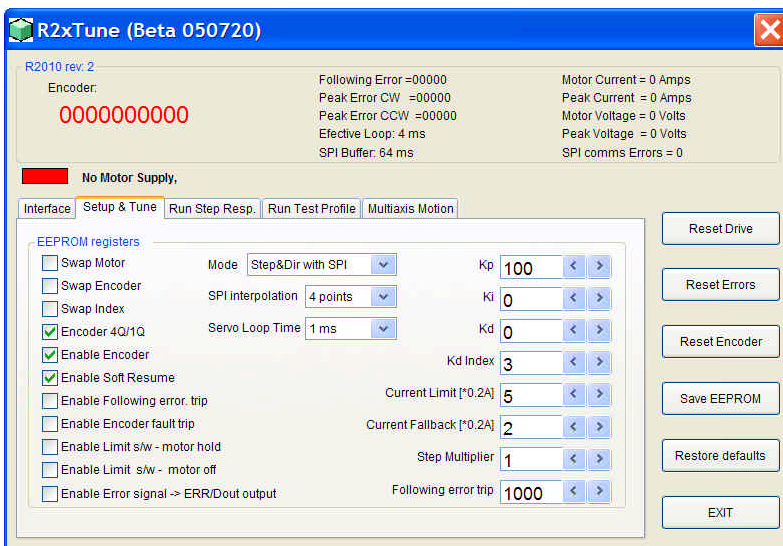 R2xTune (Beta 050720)
R2010 rev: 2
Encoder:
0000000000
Following Error =00000
Peak Error CW =00000
Peak Error CCW =00000
Efective Loop: 4 ms
SPI Buffer: 64 ms
Motor Current = 0 Amps
Peak Current = 0 Amps
Motor Voltage = 0 Volts
Peak Voltage = 0 Volts
SPI comms Errors = 0
No Motor Supply,
Interface
Setup & Tune
Run Step Resp.
Run Test Profile
Multiaxis Motion
EEPROM registers
Swap Motor
Swap Encoder
Swap Index
Encoder 4Q/1Q
Enable Encoder
Enable Soft Resume
Enable Following error. trip
Enable Encoder fault trip
Enable Limit s/w - motor hold
Enable Limit s/w - motor off
Enable Error signal -> ERR/Dout output
Mode Step&Dir with SPI
SPI interpolation 4 points
Servo Loop Time 1 ms
Kp 100
Ki 0
Kd 0
Kd Index 3
Current Limit [*0.2A] 5
Current Fallback [*0.2A] 2
Step Multiplier 1
Following error trip 1000
Reset Drive
Reset Errors
Reset Encoder
Save EEPROM
Restore defaults
EXIT